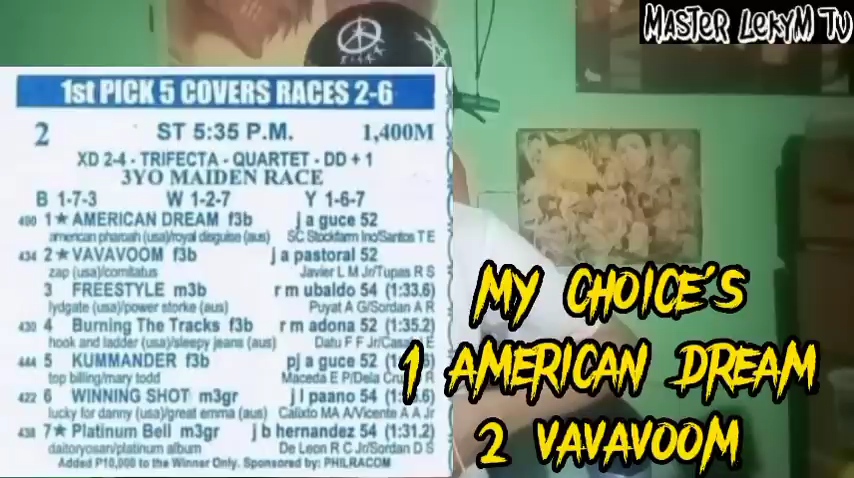 MASTER LEKYM TV
1st PICK 5 COVERS RACES 2-6
2 ST 5:35 P.M. 1,400M
XD 2-4 - TRIFECTA - QUARTET - DD + 1
3YO MAIDEN RACE
B 1-7-3 W 1-2-7 Y 1-6-7
400 1★ AMERICAN DREAM f3b j a guce 52
american pharoah (usa)/royal disguise (aus) SC Stockfarm Inc/Santos T E
434 2★ VAVAVOOM f3b j a pastoral 52
zap (usa)/comitatus Javier L M Jr/Tupas R S
3 FREESTYLE m3b r m ubaldo 54 (1:33.6)
lydgate (usa)/power storke (aus) Puyat A G/Sordan A R
430 4 Burning The Tracks f3b r m adona 52 (1:35.2)
hook and ladder (usa)/sleepy jeans (aus) Datu F F Jr/
444 5 KUMMANDER f3b pj a guce 52
top billing/mary todd Maceda E P/Dela
422 6 WINNING SHOT m3gr j l paano 54
lucky for danny (usa)/great emma (aus) Calixto MA A/Vicente A A Jr
438 7★ Platinum Bell m3gr j b hernandez 54 (1:31.2)
daitoryosan/platinum album De Leon R C Jr/Sordan D S
Added P10,000 to the Winner Only. Sponsored by: PHILRACOM
MY CHOICE'S
1 AMERICAN DREAM
2 VAVAVOOM